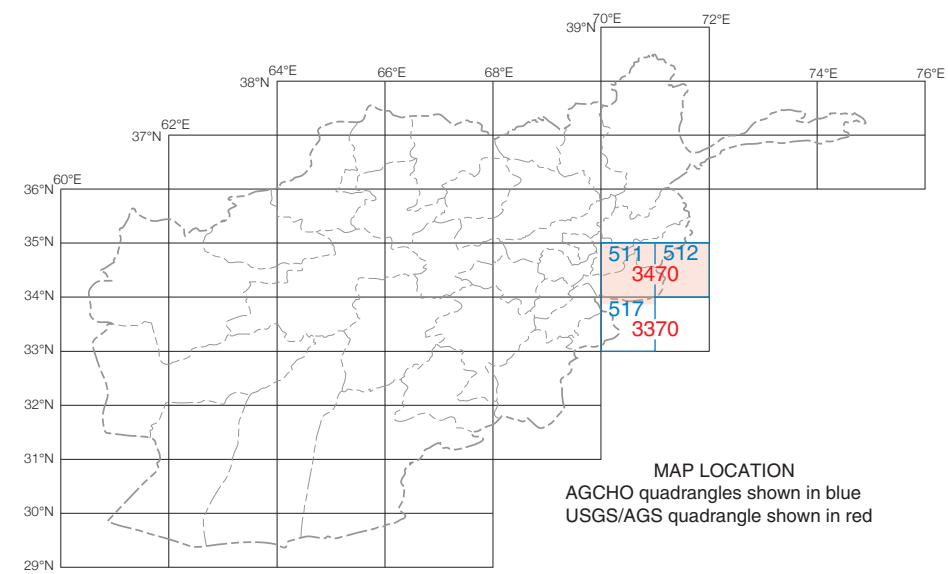 70°E
72°E
39°N
64°E
66°E
68°E
74°E
76°E
38°N
62°E
37°N
60°E
36°N
35°N
511
512
3470
34°N
517
3370
33°N
32°N
31°N
MAP LOCATION
AGCHO quadrangles shown in blue
USGS/AGS quadrangle shown in red
30°N
29°N